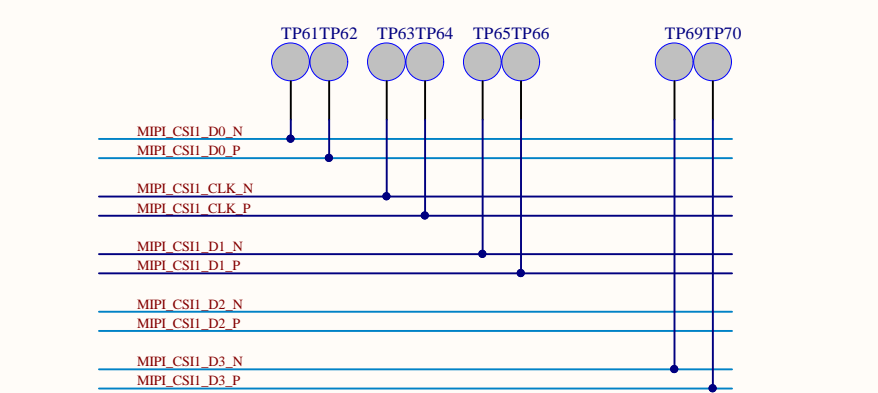 TP61TP62 TP63TP64 TP65TP66 TP69TP70
MIPI_CSI1_D0_N
MIPI_CSI1_D0_P
MIPI_CSI1_CLK_N
MIPI_CSI1_CLK_P
MIPI_CSI1_D1_N
MIPI_CSI1_D1_P
MIPI_CSI1_D2_N
MIPI_CSI1_D2_P
MIPI_CSI1_D3_N
MIPI_CSI1_D3_P